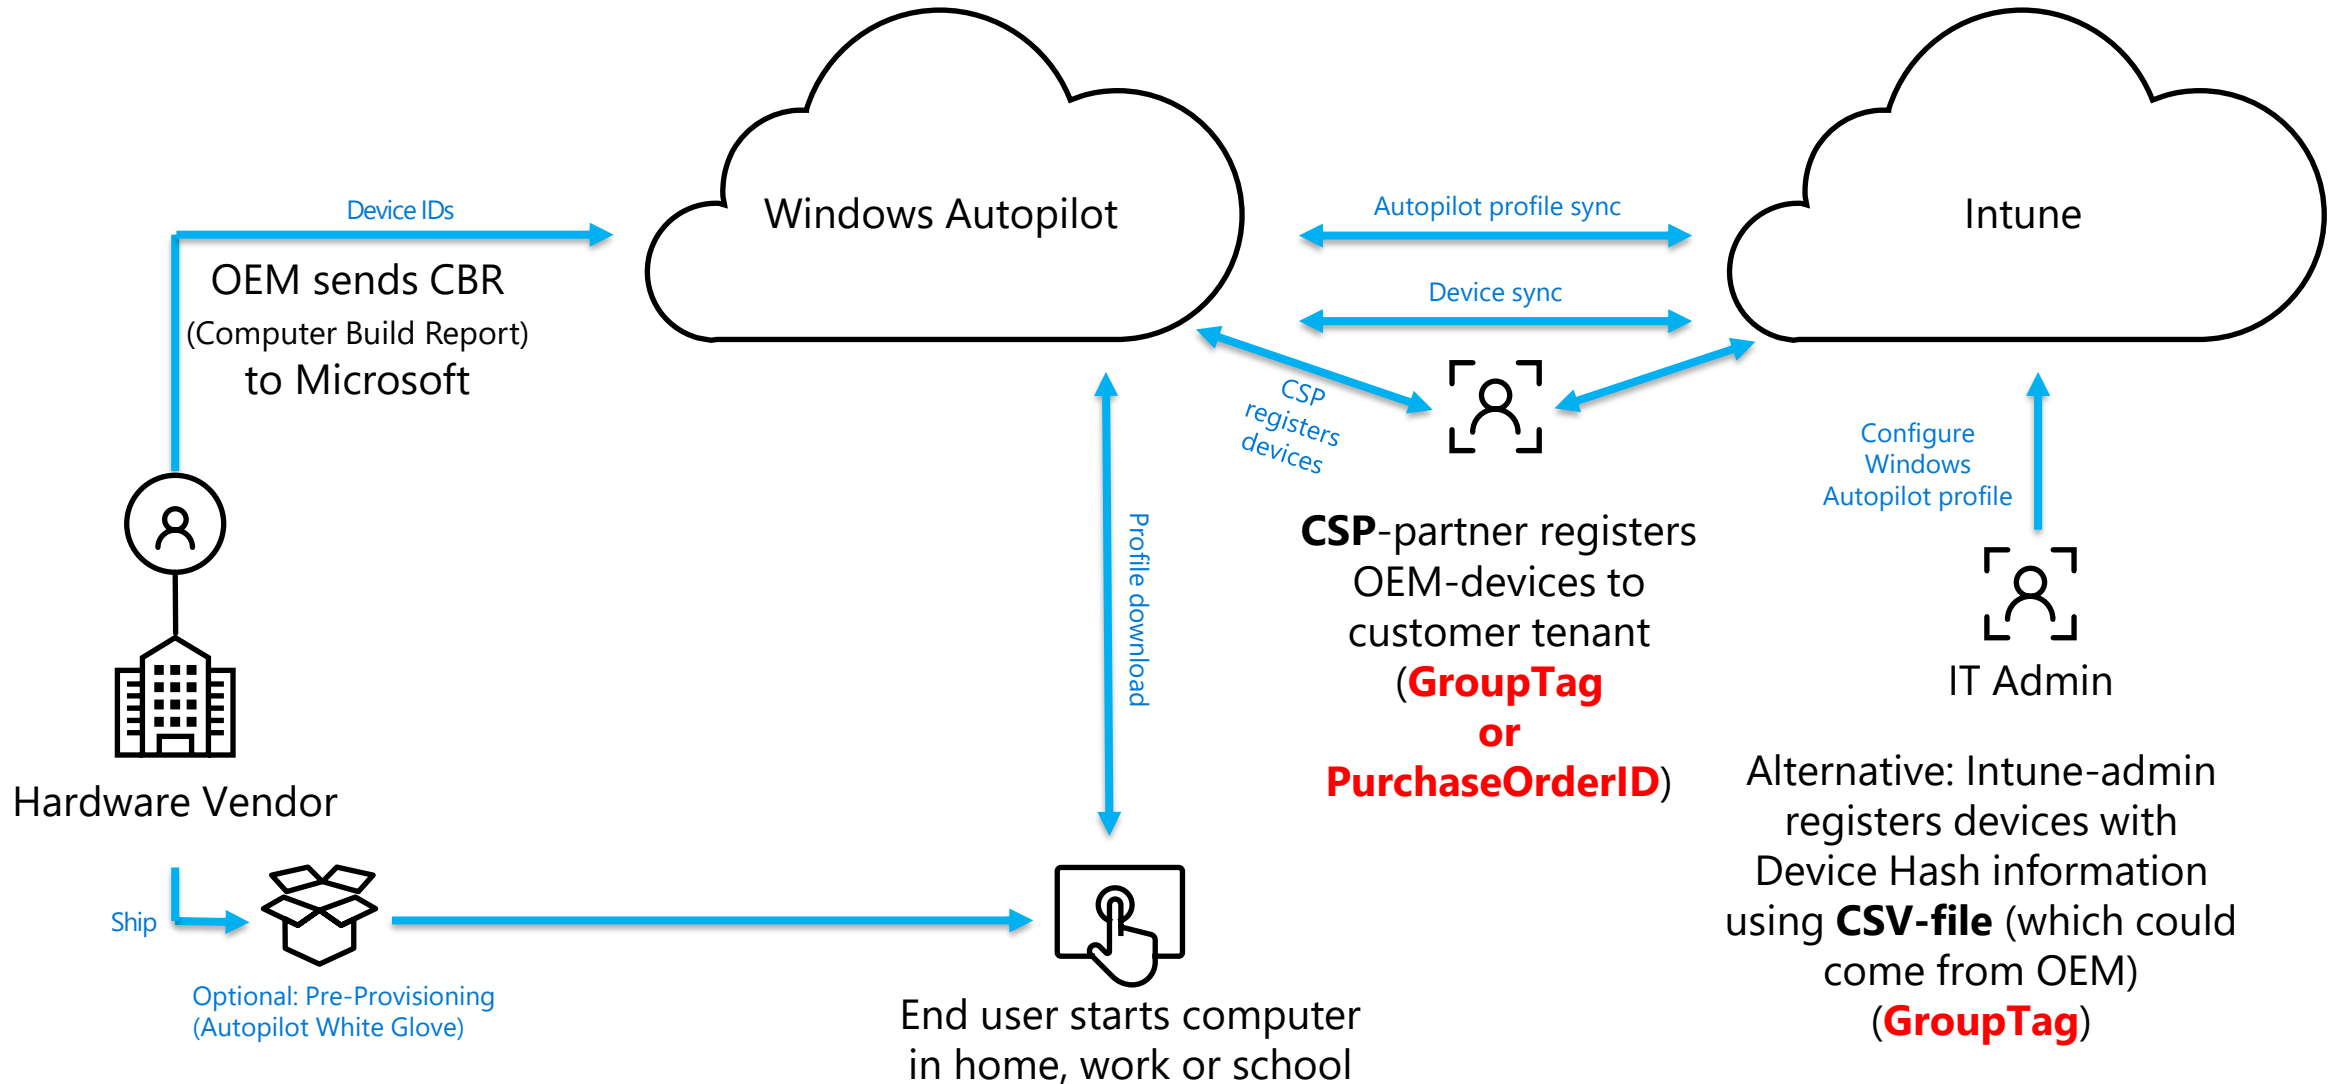 Windows Autopilot
Intune
Device IDs
OEM sends CBR
(Computer Build Report)
to Microsoft
Autopilot profile sync
Device sync
CSP
registers
devices
Configure
Windows
Autopilot profile
Profile download
CSP-partner registers
OEM-devices to
customer tenant
(GroupTag
or
PurchaseOrderID)
IT Admin
Alternative: Intune-admin
registers devices with
Device Hash information
using CSV-file (which could
come from OEM)
(GroupTag)
Hardware Vendor
Ship
Optional: Pre-Provisioning
(Autopilot White Glove)
End user starts computer
in home, work or school